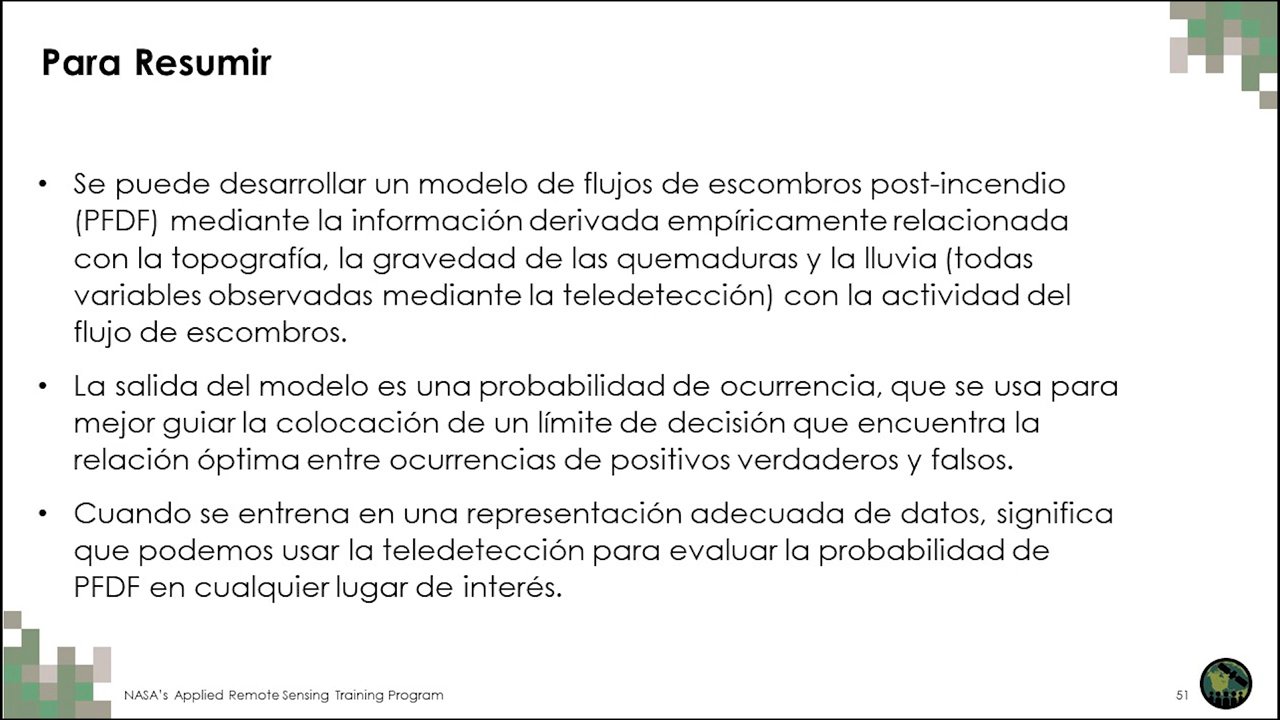 Para Resumir
• Se puede desarrollar un modelo de flujos de escombros post-incendio
(PFDF) mediante la información derivada empíricamente relacionada
con la topografía, la gravedad de las quemaduras y la lluvia (todas
variables observadas mediante la teledetección) con la actividad del
flujo de escombros.
• La salida del modelo es una probabilidad de ocurrencia, que se usa para
mejor guiar la colocación de un límite de decisión que encuentra la
relación óptima entre ocurrencias de positivos verdaderos y falsos.
• Cuando se entrena en una representación adecuada de datos, significa
que podemos usar la teledetección para evaluar la probabilidad de
PFDF en cualquier lugar de interés.
NASA's Applied Remote Sensing Training Program
51